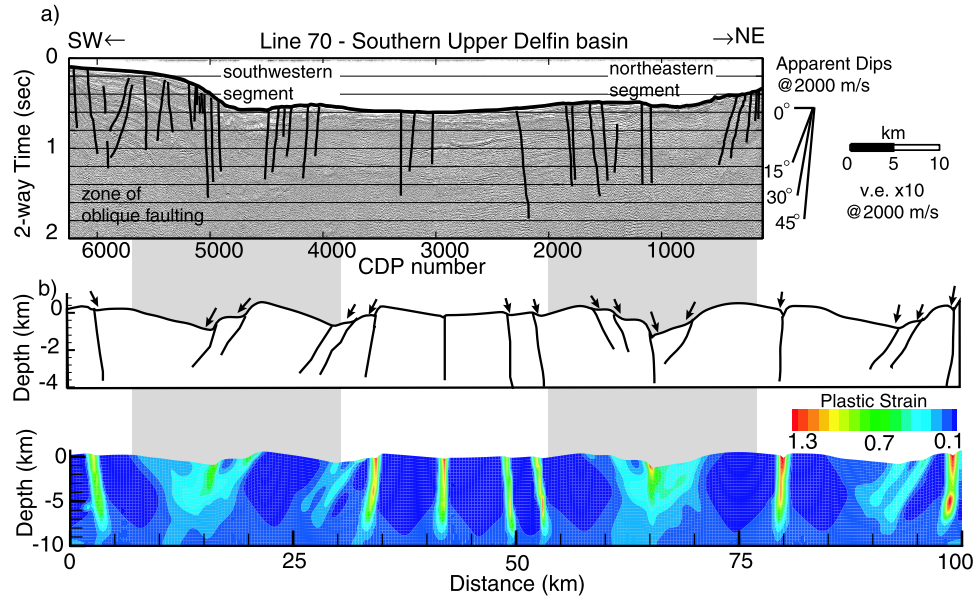 a)
SW← Line 70 - Southern Upper Delfin basin →NE
0
1
2
2-way Time (sec)
southwestern
segment
northeastern
segment
zone of
oblique faulting
6000 5000 4000 3000 2000 1000
CDP number
Apparent Dips
@2000 m/s
0°
15°
30°
45°
km
0 5 10
v.e. x10
@2000 m/s
b)
0
-2
-4
Depth (km)
Plastic Strain
1.3 0.7 0.1
0
-5
-10
Depth (km)
0 25 50 75 100
Distance (km)